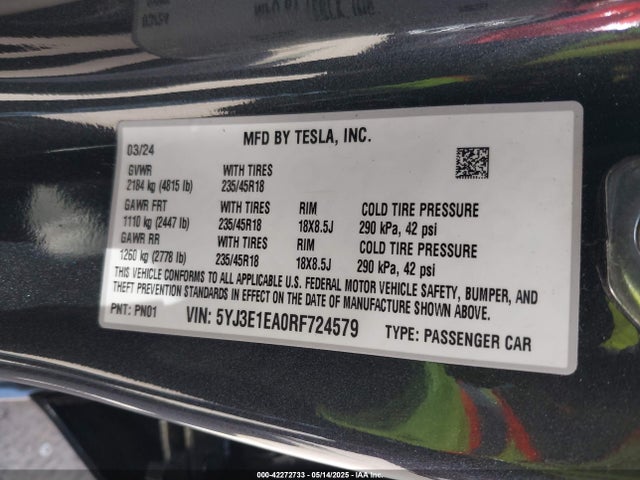 MFD BY TESLA, INC.
03/24
GVWR WITH TIRES
2184 kg (4815 lb) 235/45R18
GAWR FRT WITH TIRES RIM COLD TIRE PRESSURE
1110 kg (2447 lb) 235/45R18 18X8.5J 290 kPa, 42 psi
GAWR RR WITH TIRES RIM COLD TIRE PRESSURE
1260 kg (2778 lb) 235/45R18 18X8.5J 290 kPa, 42 psi
THIS VEHICLE CONFORMS TO ALL APPLICABLE U.S. FEDERAL MOTOR VEHICLE SAFETY, BUMPER, AND
THEFT PREVENTION STANDARDS IN EFFECT ON THE DATE OF MANUFACTURE SHOWN ABOVE.
PNT: PN01 VIN: 5YJ3E1EA0RF724579 TYPE: PASSENGER CAR
000-42272733 — 05/14/2025 — IAA Inc.